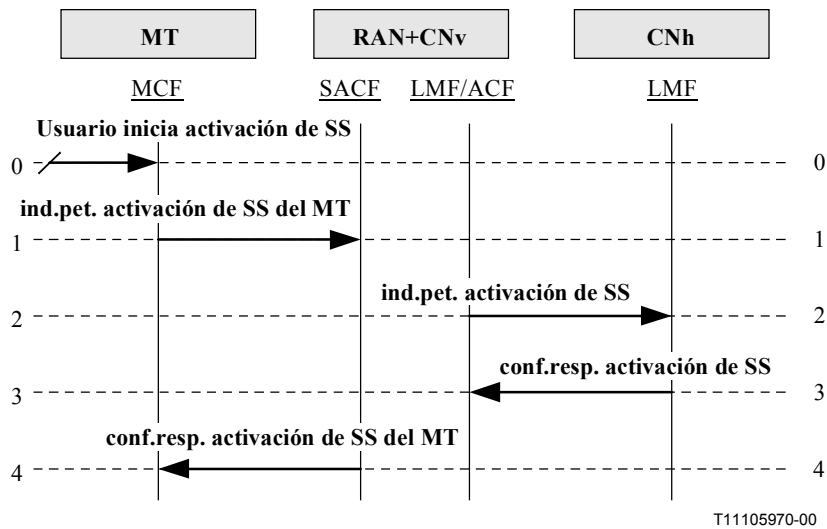 MT RAN+CNv CNh
MCF SACF LMF/ACF LMF
Usuario inicia activación de SS
0 0
ind.pet. activación de SS del MT
1 1
ind.pet. activación de SS
2 2
conf.resp. activación de SS
3 3
conf.resp. activación de SS del MT
4 4
T11105970-00